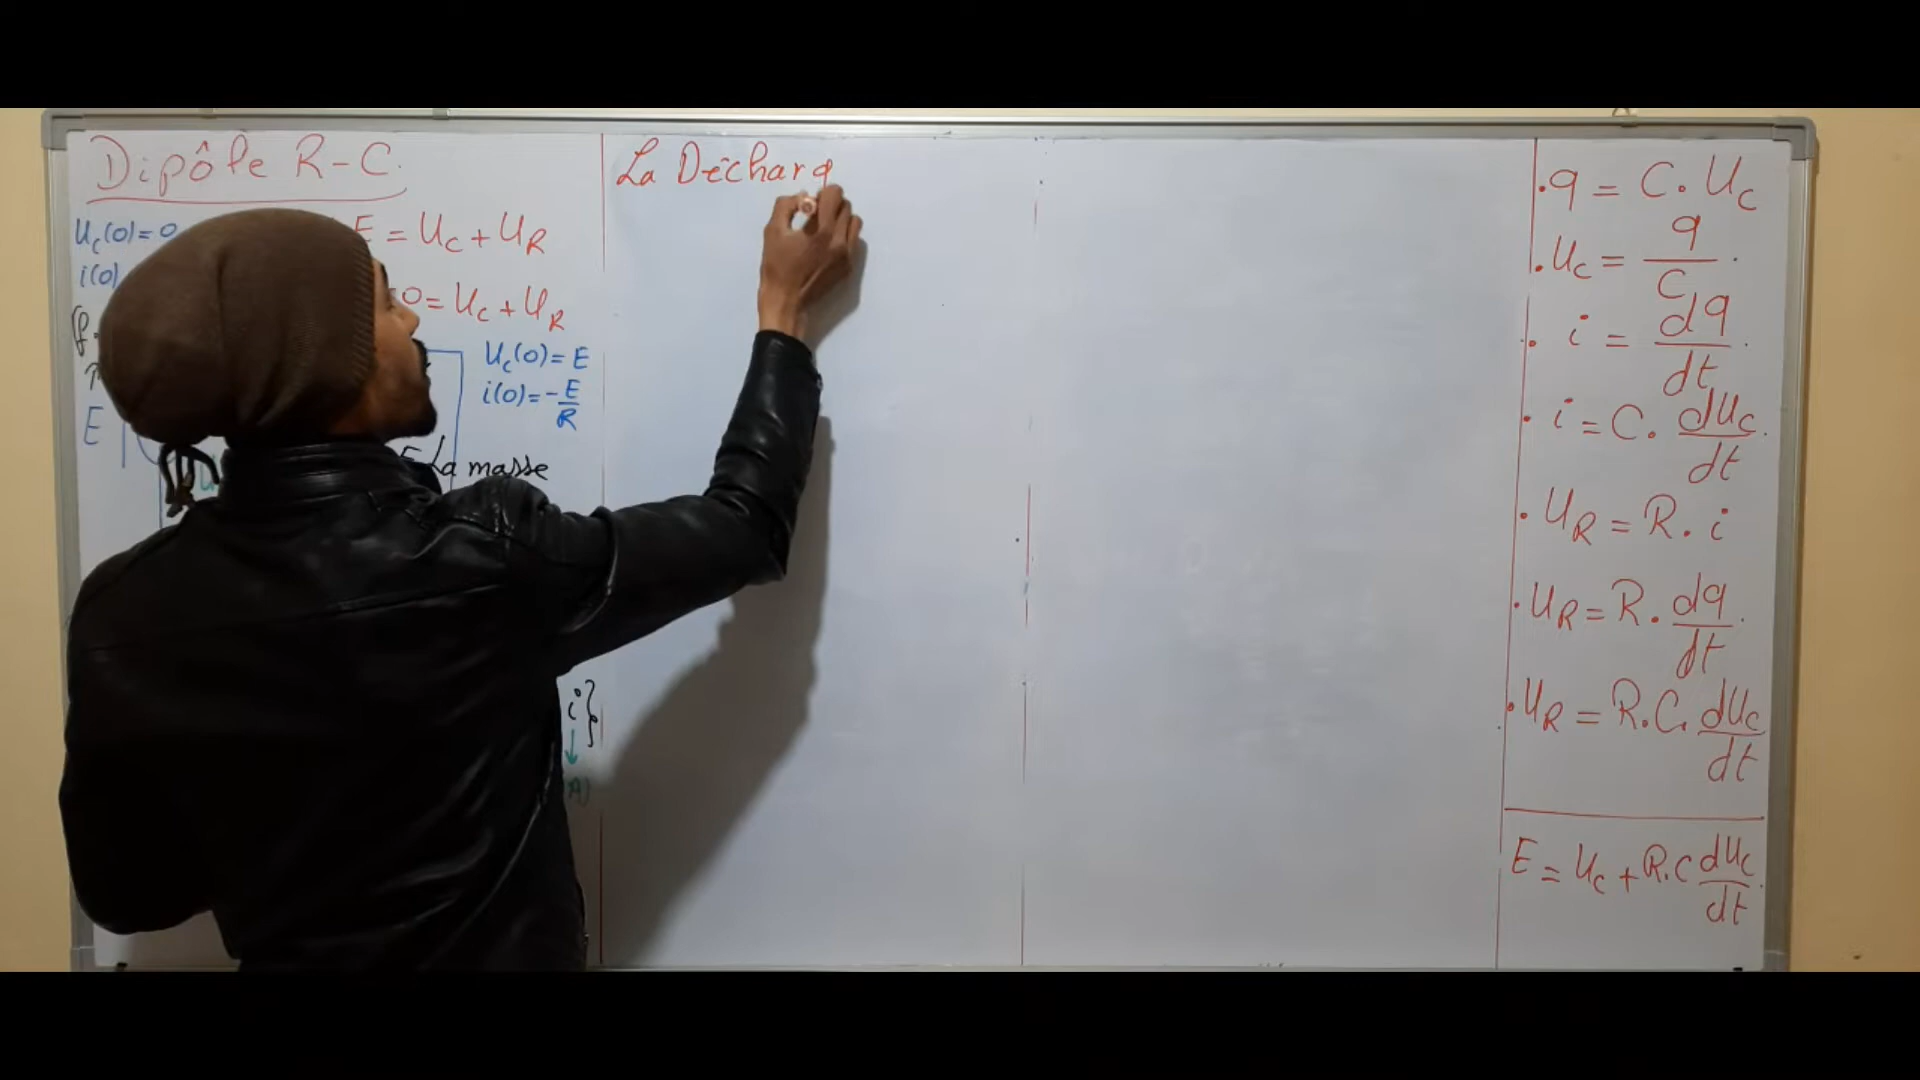 Dipôle R-C.
Uc(0)=0
i(0)
E = Uc + UR
0 = Uc + UR
Uc(0) = E
i(0) = -E/R
E
La masse
i}
La Décharg
. q = C. Uc
. Uc = q/C .
. i = dq/dt .
. i = C. dUc/dt .
. UR = R. i
. UR = R. dq/dt .
. UR = R.C. dUc/dt
E = Uc + R.C dUc/dt .